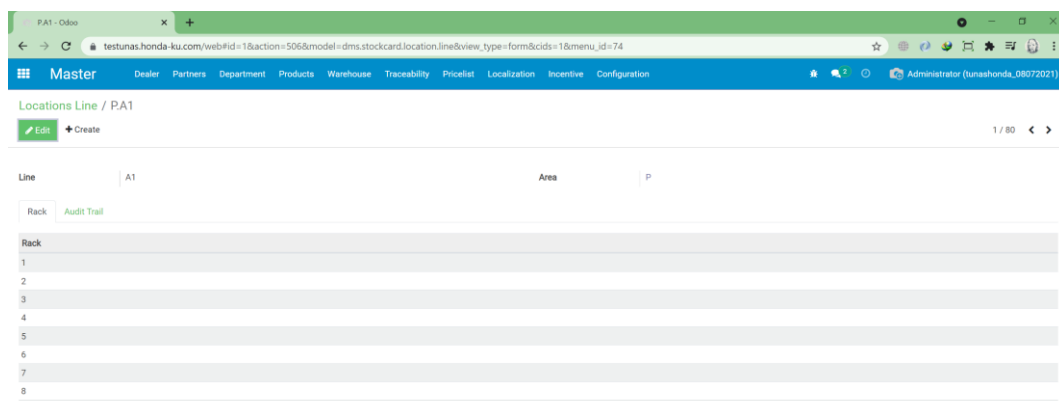 P.A1 - Odoo
testunas.honda-ku.com/web#id=1&action=506&model=dms.stockcard.location.line&view_type=form&cids=1&menu_id=74
Master Dealer Partners Department Products Warehouse Traceability Pricelist Localization Incentive Configuration 2 Administrator (tunashonda_08072021)
Locations Line / P.A1
Edit + Create 1 / 80
Line A1 Area P
Rack Audit Trail
Rack
1
2
3
4
5
6
7
8